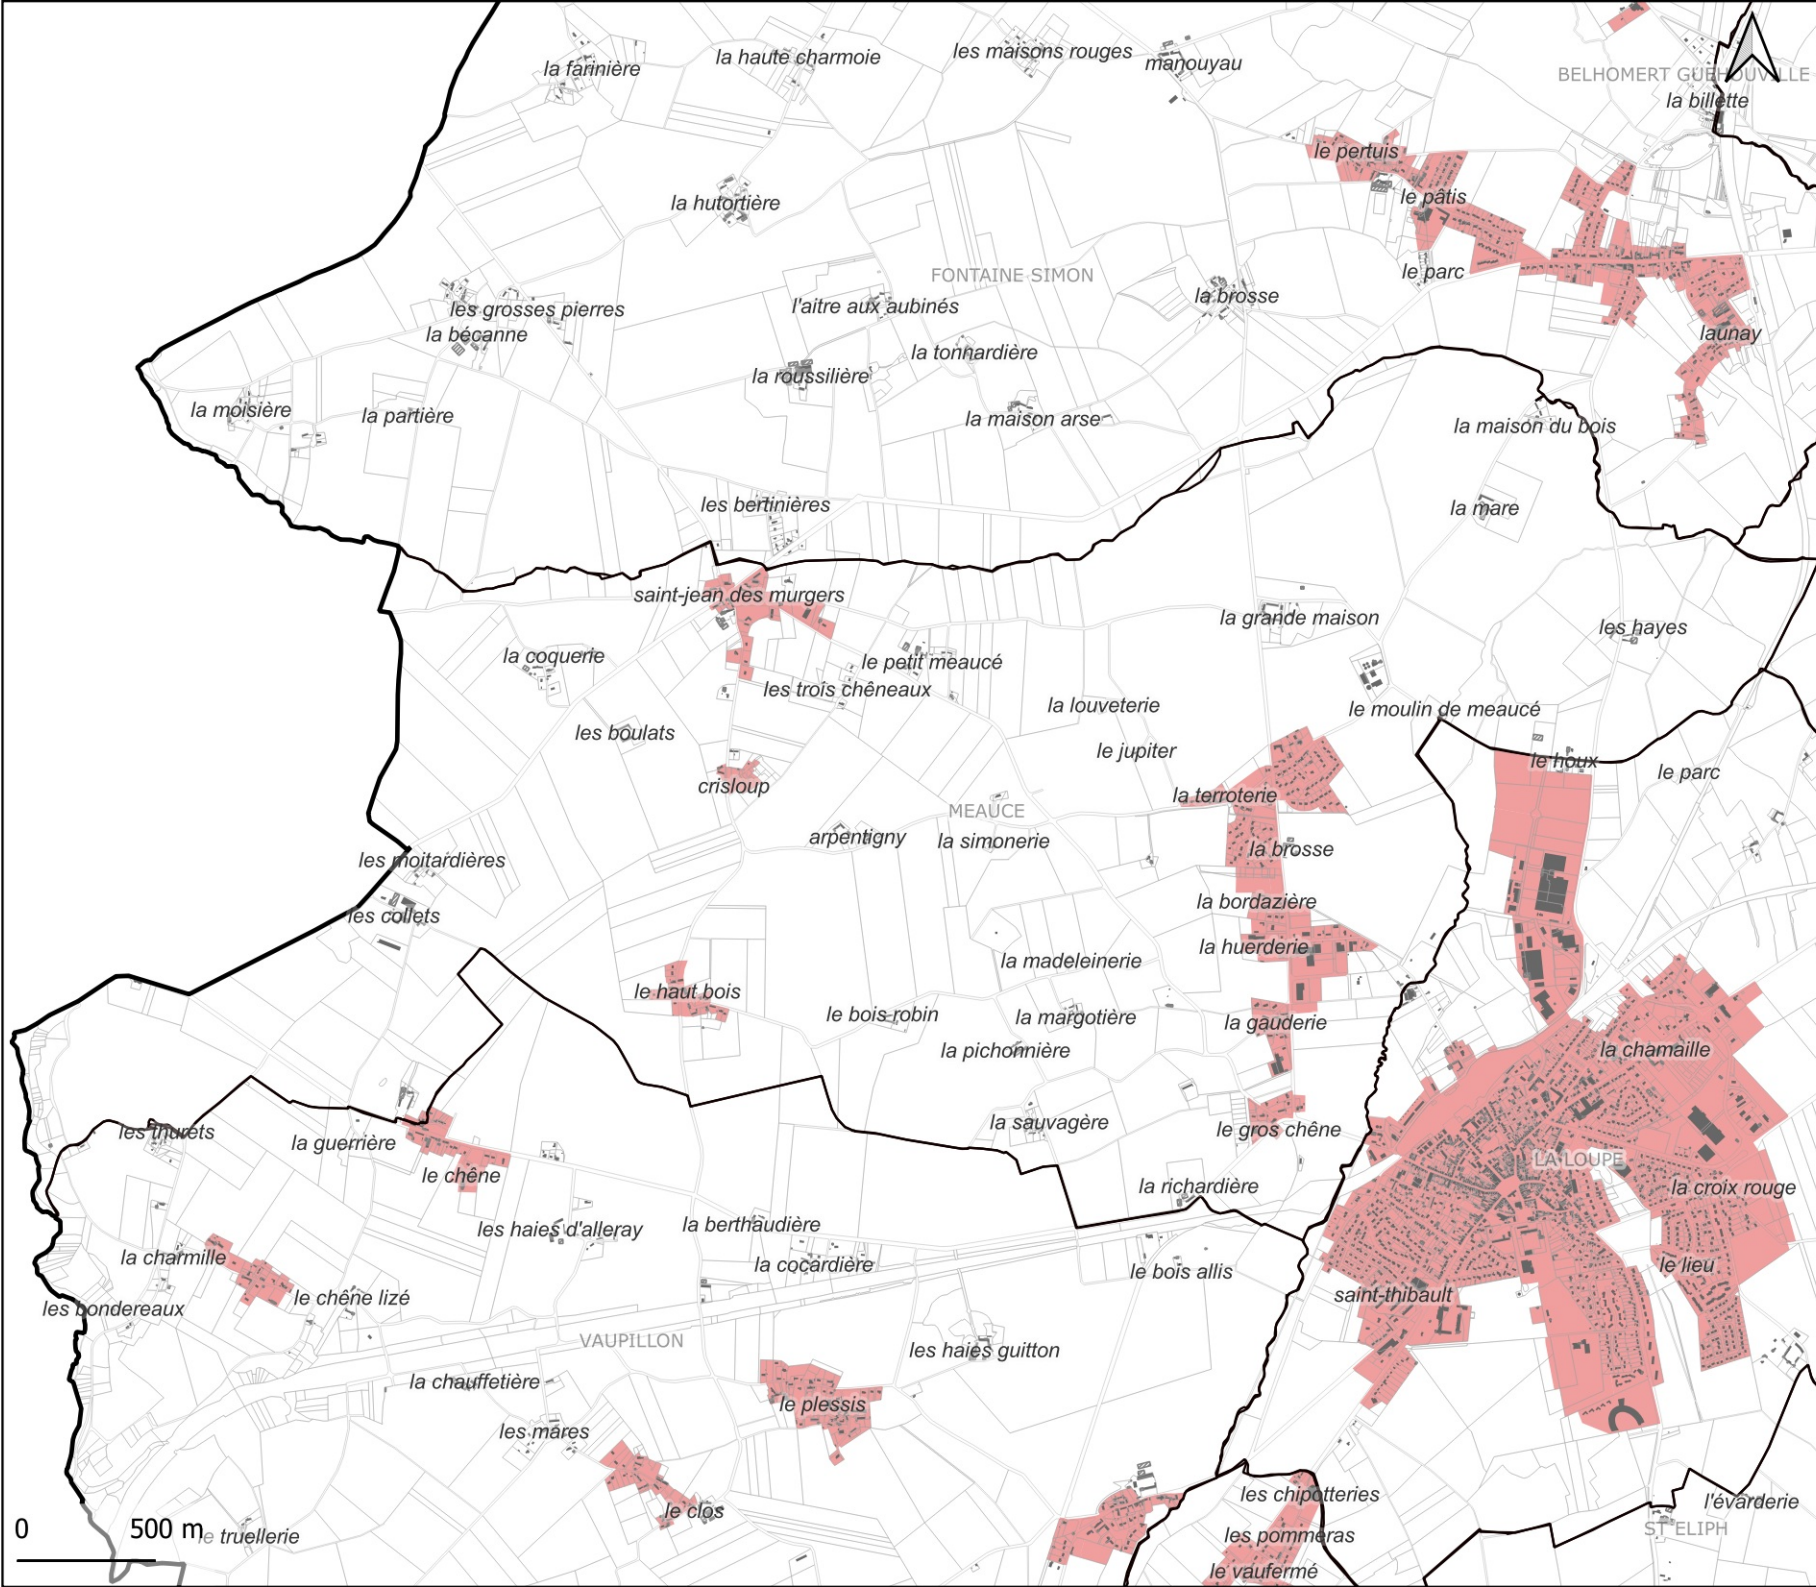 la farinière
la haute charmoie
les maisons rouges
manouyau
BELHOMERT GUEHOUVILLE
la billette
le pertuis
la hutortière
le pâtis
FONTAINE SIMON
le parc
les grosses pierres
l'aitre aux aubinés
la brosse
la bécanne
launay
la tonnardière
la roussilière
la moisière
la partière
la maison arse
la maison du bois
les bertinières
la mare
saint-jean des murgers
la grande maison
les hayes
la coquerie
le petit meaucé
les trois chêneaux
la louveterie
le moulin de meaucé
les boulats
le jupiter
le houx
le parc
crisloup
la terroterie
MEAUCE
arpentigny
la simonerie
la brosse
les moitardières
la bordazière
les collets
la huerderie
la madeleinerie
le haut bois
le bois robin
la margotière
la gauderie
la pichonnière
la chamaille
la sauvagère
le gros chêne
les thurets
la guerrière
LA LOUPE
le chêne
la richardière
la croix rouge
les haies d'alleray
la berthaudière
la charmille
la cocardière
le bois allis
le lieu
les bondereaux
le chêne lizé
saint-thibault
VAUPILLON
les haies guitton
la chauffetière
le plessis
les mares
les chipotteries
l'évarderie
le clos
0 500 m
le truellerie
les pommeras
ST ELIPH
le vaufermé